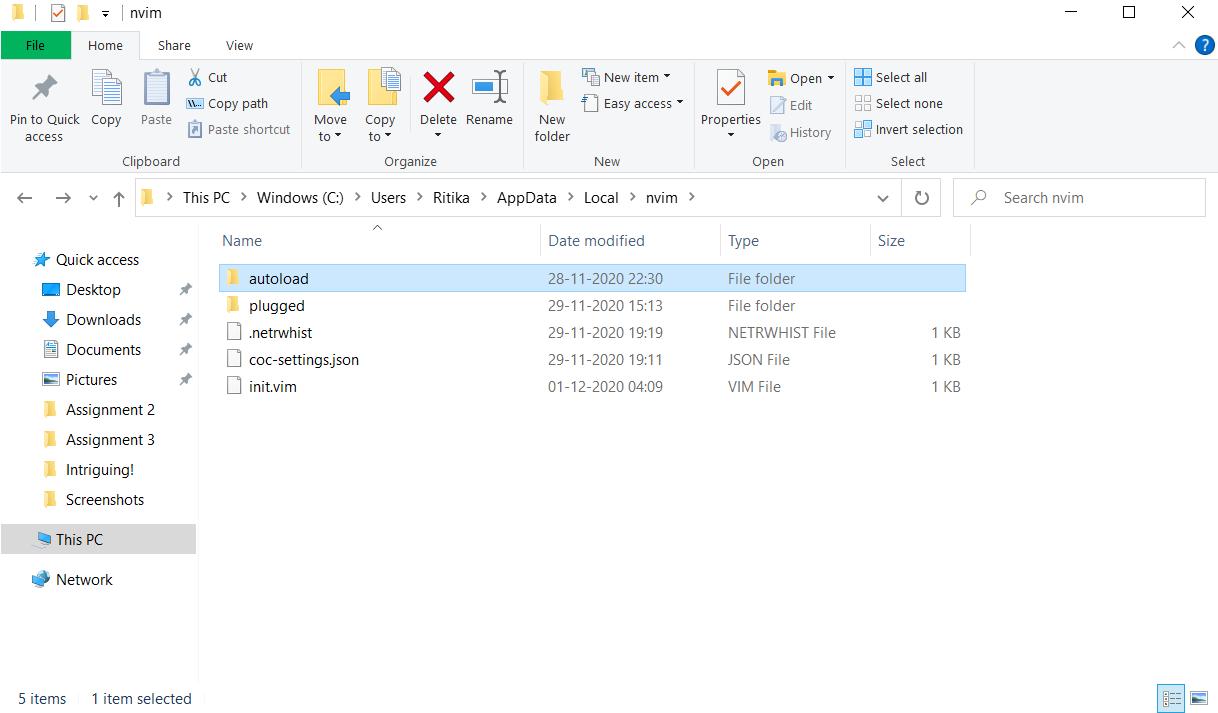 nvim
File Home Share View
Pin to Quick access
Copy
Paste
Cut
Copy path
Paste shortcut
Clipboard
Move to
Copy to
Delete
Rename
Organize
New folder
New item
Easy access
New
Properties
Open
Edit
History
Open
Select all
Select none
Invert selection
Select
This PC > Windows (C:) > Users > Ritika > AppData > Local > nvim >
Search nvim
Quick access
Desktop
Downloads
Documents
Pictures
Assignment 2
Assignment 3
Intriguing!
Screenshots
This PC
Network
Name Date modified Type Size
autoload 28-11-2020 22:30 File folder
plugged 29-11-2020 15:13 File folder
.netrwhist 29-11-2020 19:19 NETRWHIST File 1 KB
coc-settings.json 29-11-2020 19:11 JSON File 1 KB
init.vim 01-12-2020 04:09 VIM File 1 KB
5 items 1 item selected